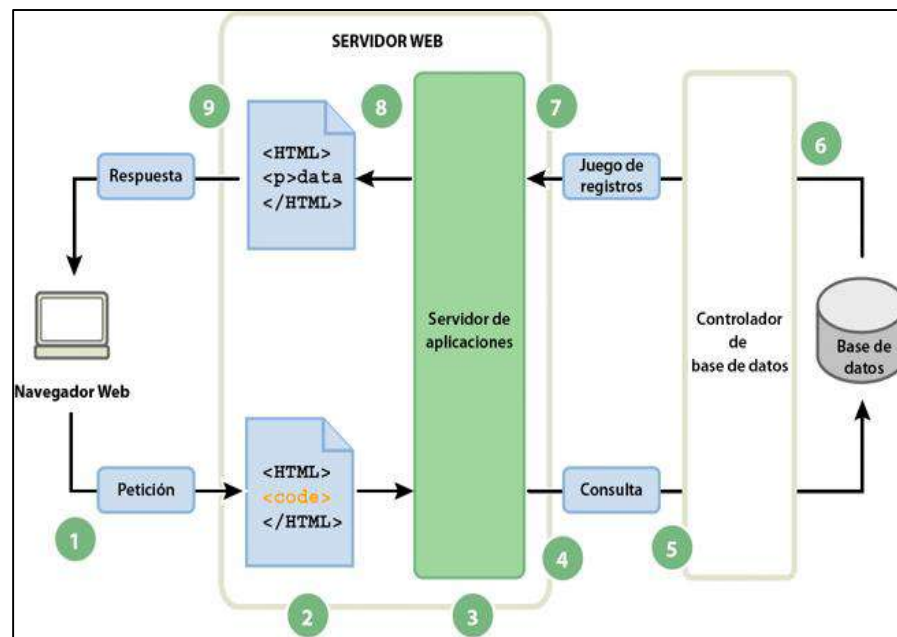 SERVIDOR WEB
9
8
7
6
<HTML>
<p>data
</HTML>
Respuesta
Juego de
registros
Servidor de
aplicaciones
Controlador
de
base de datos
Base de
datos
Navegador Web
<HTML>
<code>
</HTML>
Petición
Consulta
1
2
3
4
5